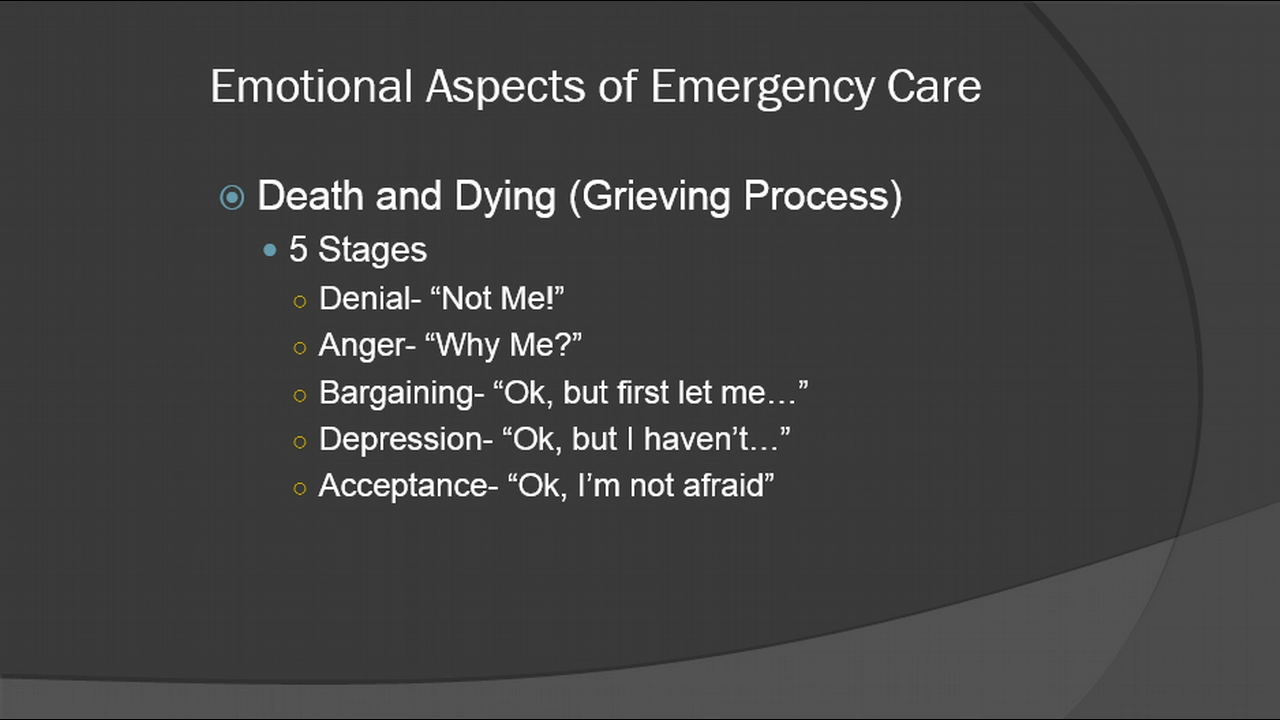 Emotional Aspects of Emergency Care
Death and Dying (Grieving Process)
5 Stages
Denial- “Not Me!”
Anger- “Why Me?”
Bargaining- “Ok, but first let me…”
Depression- “Ok, but I haven’t…”
Acceptance- “Ok, I’m not afraid”